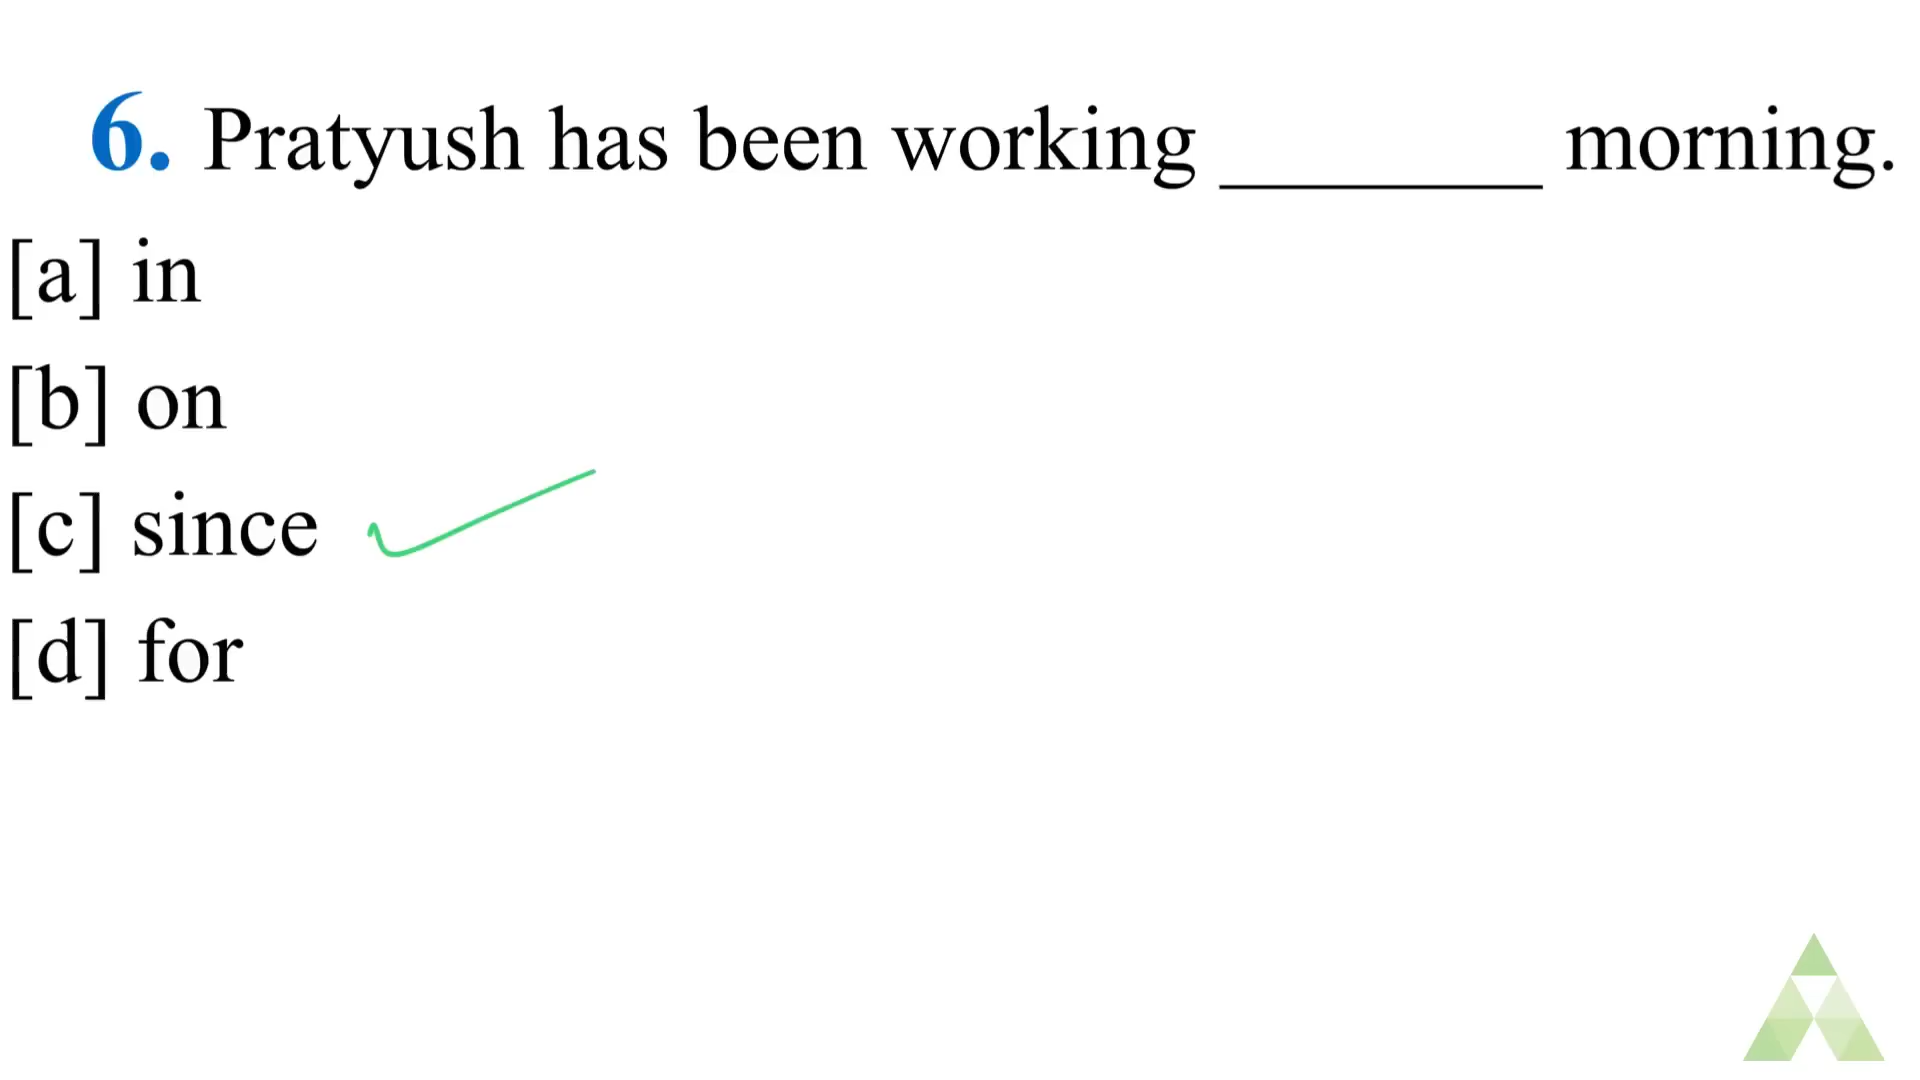 6. Pratyush has been working ________ morning.
[a] in
[b] on
[c] since
[d] for